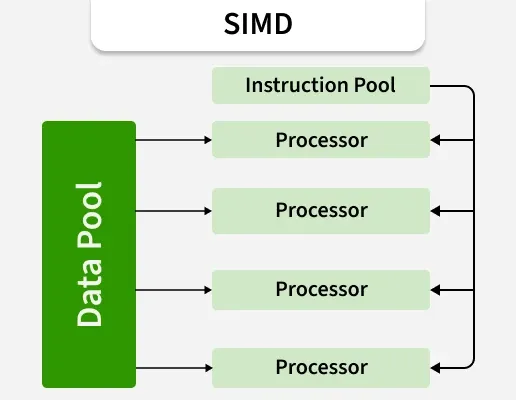 SIMD
Instruction Pool
Data Pool
Processor
Processor
Processor
Processor